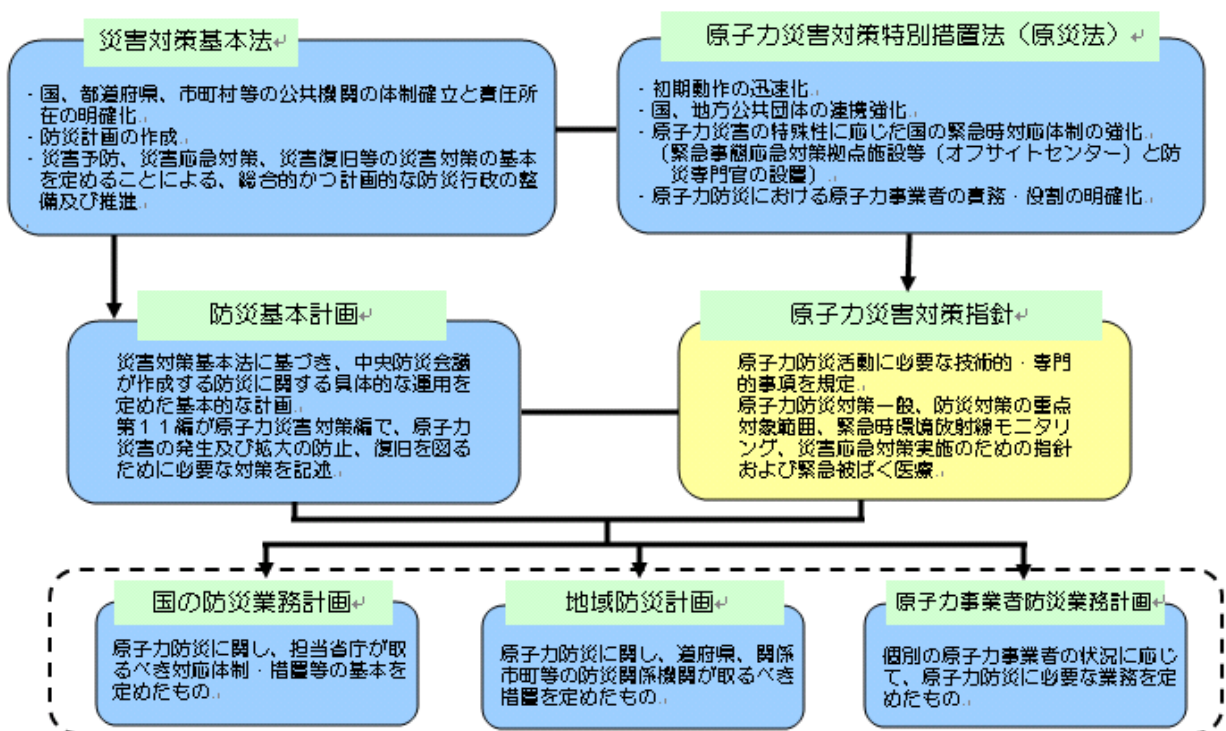 災害対策基本法
・国、都道府県、市町村等の公共機関の体制確立と責任所
在の明確化
・防災計画の作成
・災害予防、災害応急対策、災害復旧等の災害対策の基本
を定めることによる、総合的かつ計画的な防災行政の整
備及び推進
原子力災害対策特別措置法（原災法）
・初期動作の迅速化
・国、地方公共団体の連携強化
・原子力災害の特殊性に応じた国の緊急時対応体制の強化
（緊急事態応急対策拠点施設等（オフサイトセンター）と防
災専門官の設置）
・原子力防災における原子力事業者の責務・役割の明確化
防災基本計画
災害対策基本法に基づき、中央防災会議
が作成する防災に関する具体的な運用を
定めた基本的な計画
第１１編が原子力災害対策編で、原子力
災害の発生及び拡大の防止、復旧を図る
ために必要な対策を記述
原子力災害対策指針
原子力防災活動に必要な技術的・専門
的事項を規定
原子力防災対策一般、防災対策の重点
対象範囲、緊急時環境放射線モニタリ
ング、災害応急対策実施のための指針
および緊急被ばく医療
国の防災業務計画
原子力防災に関し、担当省庁が取
るべき対応体制・措置等の基本を
定めたもの
地域防災計画
原子力防災に関し、道府県、関係
市町等の防災関係機関が取るべき
措置を定めたもの
原子力事業者防災業務計画
個別の原子力事業者の状況に応じ
て、原子力防災に必要な業務を定
めたもの